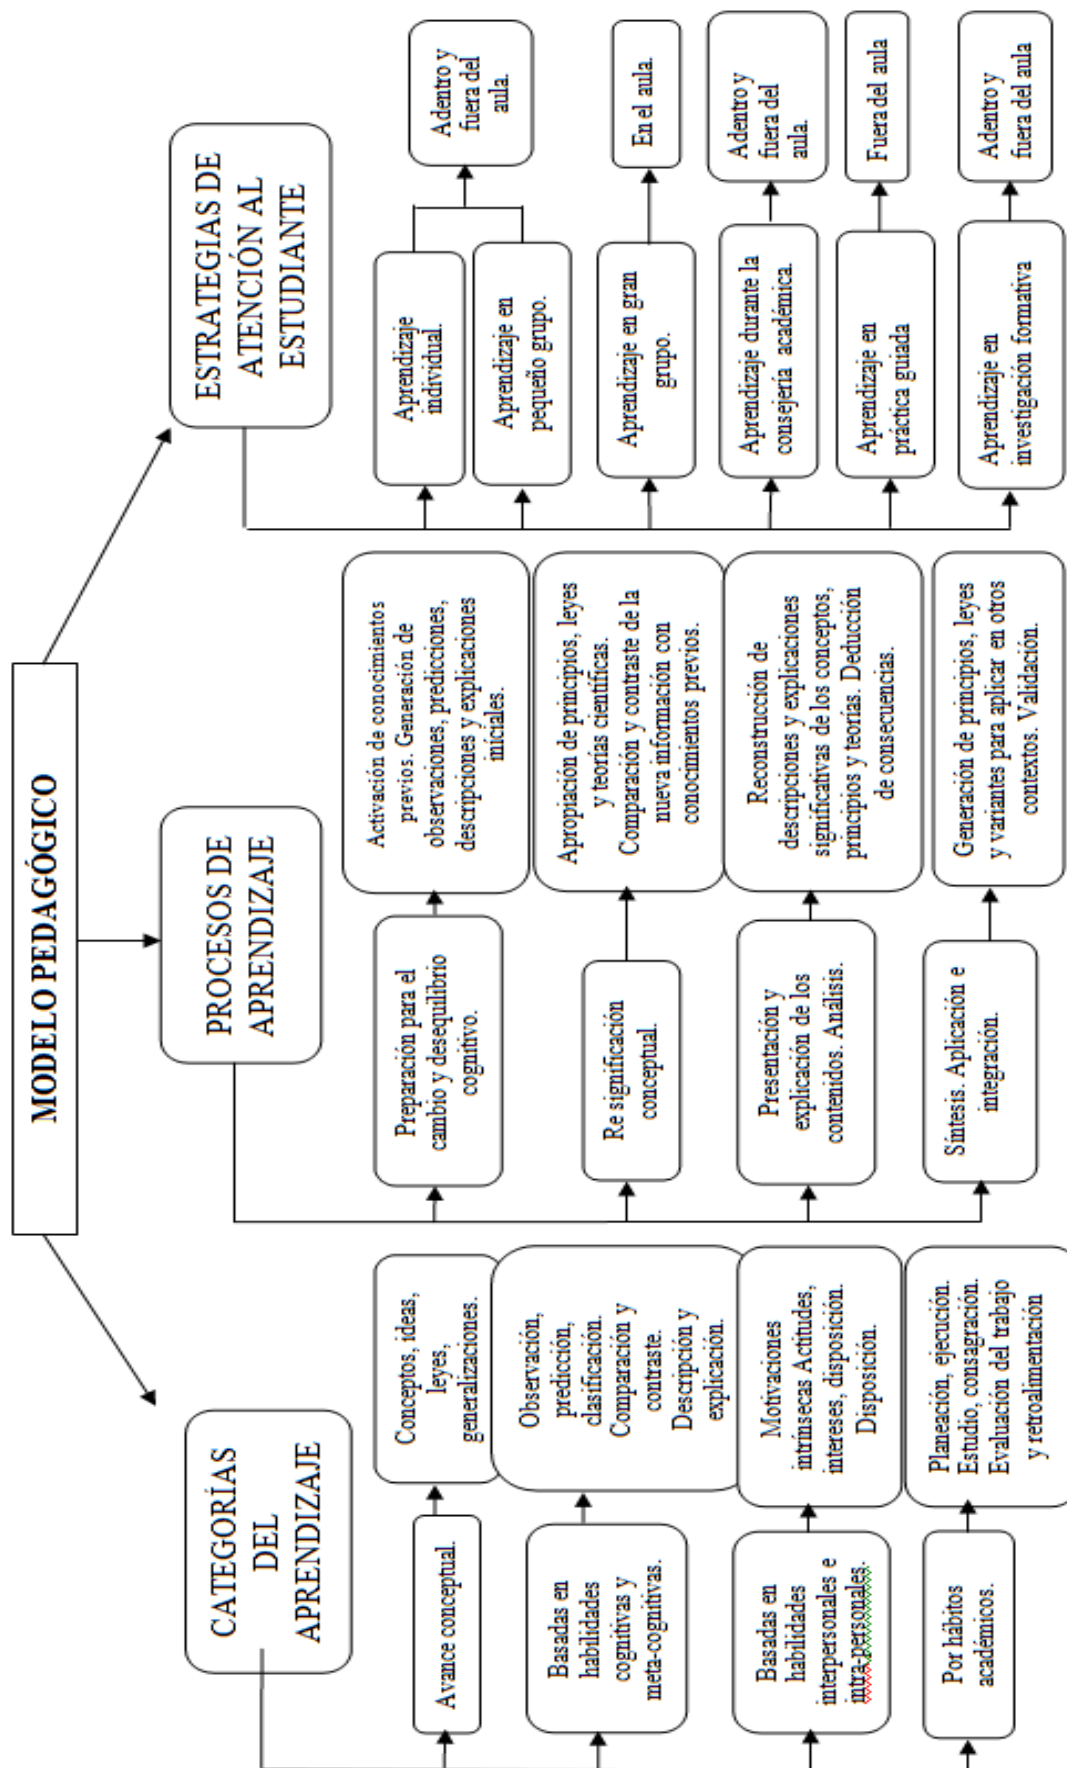 MODELO PEDAGÓGICO
CATEGORÍAS
DEL
APRENDIZAJE
Avance conceptual.
Conceptos, ideas,
leyes,
generalizaciones.
Basadas en
habilidades
cognitivas y
meta-cognitivas.
Observación,
predicción,
clasificación.
Comparación y
contraste.
Descripción y
explicación.
Basadas en
habilidades
interpersonales e
intra-personales.
Motivaciones
intrínsecas Actitudes,
intereses, disposición.
Disposición.
Por hábitos
académicos.
Planeación, ejecución.
Estudio, consagración.
Evaluación del trabajo
y retroalimentación
PROCESOS DE
APRENDIZAJE
Preparación para el
cambio y desequilibrio
cognitivo.
Activación de conocimientos
previos. Generación de
observaciones, predicciones,
descripciones y explicaciones
iniciales.
Re significación
conceptual.
Apropiación de principios, leyes
y teorías científicas.
Comparación y contraste de la
nueva información con
conocimientos previos.
Presentación y
explicación de los
contenidos. Análisis.
Reconstrucción de
descripciones y explicaciones
significativas de los conceptos,
principios y teorías. Deducción
de consecuencias.
Síntesis. Aplicación e
integración.
Generación de principios, leyes
y variantes para aplicar en otros
contextos. Validación.
ESTRATEGIAS DE
ATENCIÓN AL
ESTUDIANTE
Aprendizaje
individual.
Aprendizaje en
pequeño grupo.
Adentro y
fuera del
aula.
Aprendizaje en gran
grupo.
En el aula.
Aprendizaje durante la
consejería académica.
Adentro y
fuera del
aula.
Aprendizaje en
práctica guiada
Fuera del aula
Aprendizaje en
investigación formativa
Adentro y
fuera del aula